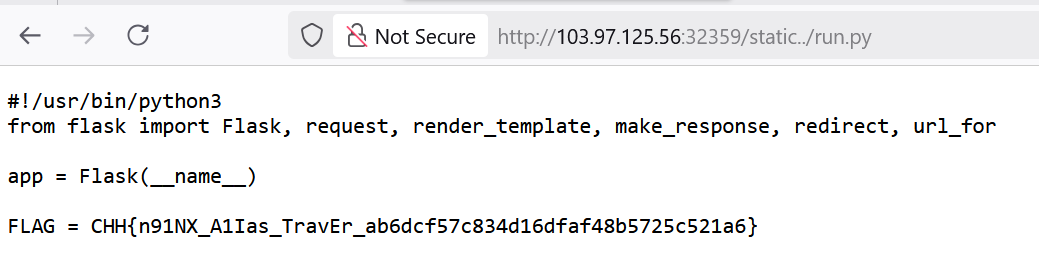 Not Secure http://103.97.125.56:32359/static../run.py
#!/usr/bin/python3
from flask import Flask, request, render_template, make_response, redirect, url_for
app = Flask(__name__)
FLAG = CHH{n91NX_A1Ias_TravEr_ab6dcf57c834d16dfaf48b5725c521a6}